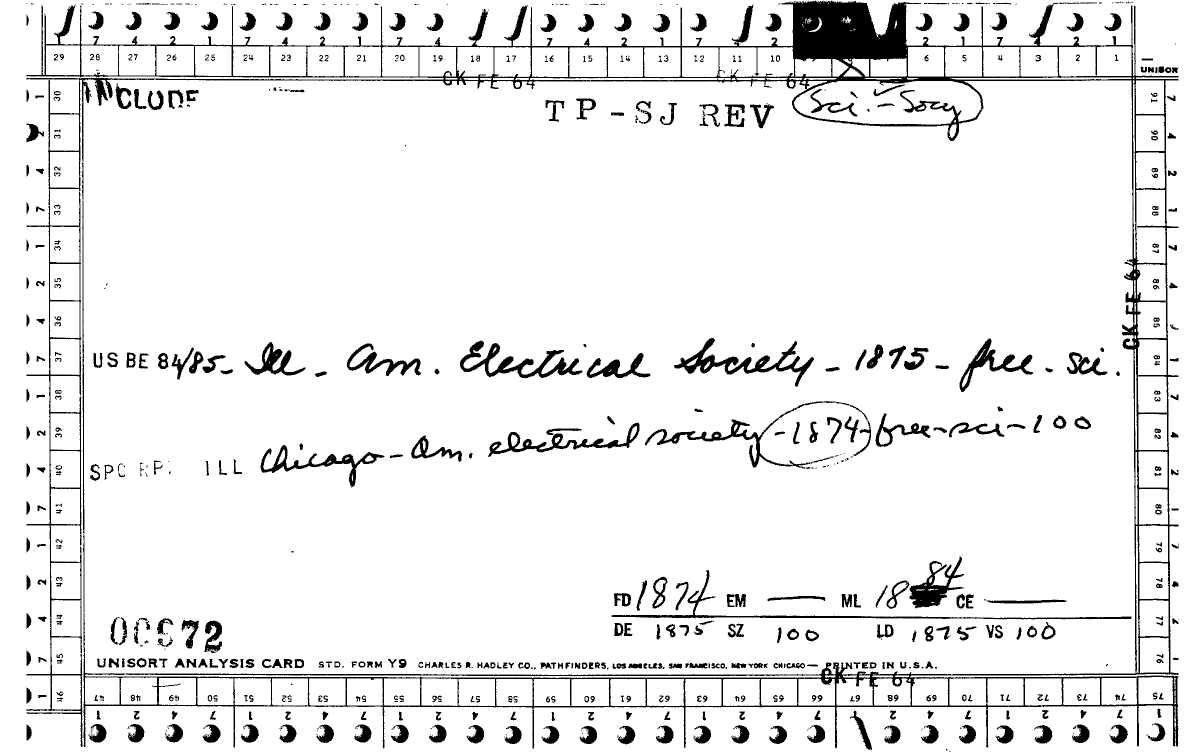 7 4 2 1 7 4 2 1 7 4 2 1 7 4 2 1 7 4 2 2 1 7 4 2 1
29 28 27 26 25 24 23 22 21 20 19 18 17 16 15 14 13 12 11 10 6 5 4 3 2 1
UNISORT
CK FE 64 CK FE 64
INCLUDE
TP-SJ REV Sci.-Socy
CK FE 64
US BE 84/85- Ill - Am. Electrical Society - 1875 - free - sci.
SPC RPT ILL Chicago - Am. electrical society - 1874 - free - sci - 100
FD 1874 EM — ML 1884 CE —
DE 1875 SZ 100 LD 1875 VS 100
00672
UNISORT ANALYSIS CARD STD. FORM Y9 CHARLES R. HADLEY CO., PATHFINDERS, LOS ANGELES, SAN FRANCISCO, NEW YORK CHICAGO — PRINTED IN U.S.A.
CK FE 64
30 31 32 33 34 35 36 37 38 39 40 41 42 43 44 45 46
91 90 89 88 87 86 85 84 83 82 81 80 79 78 77 76 75
47 48 49 50 51 52 53 54 55 56 57 58 59 60 61 62 63 64 65 66 67 68 69 70 71 72 73 74
1 2 4 7 1 2 4 7 1 2 4 7 1 2 4 7 1 2 4 7 2 4 7 1 2 4 7